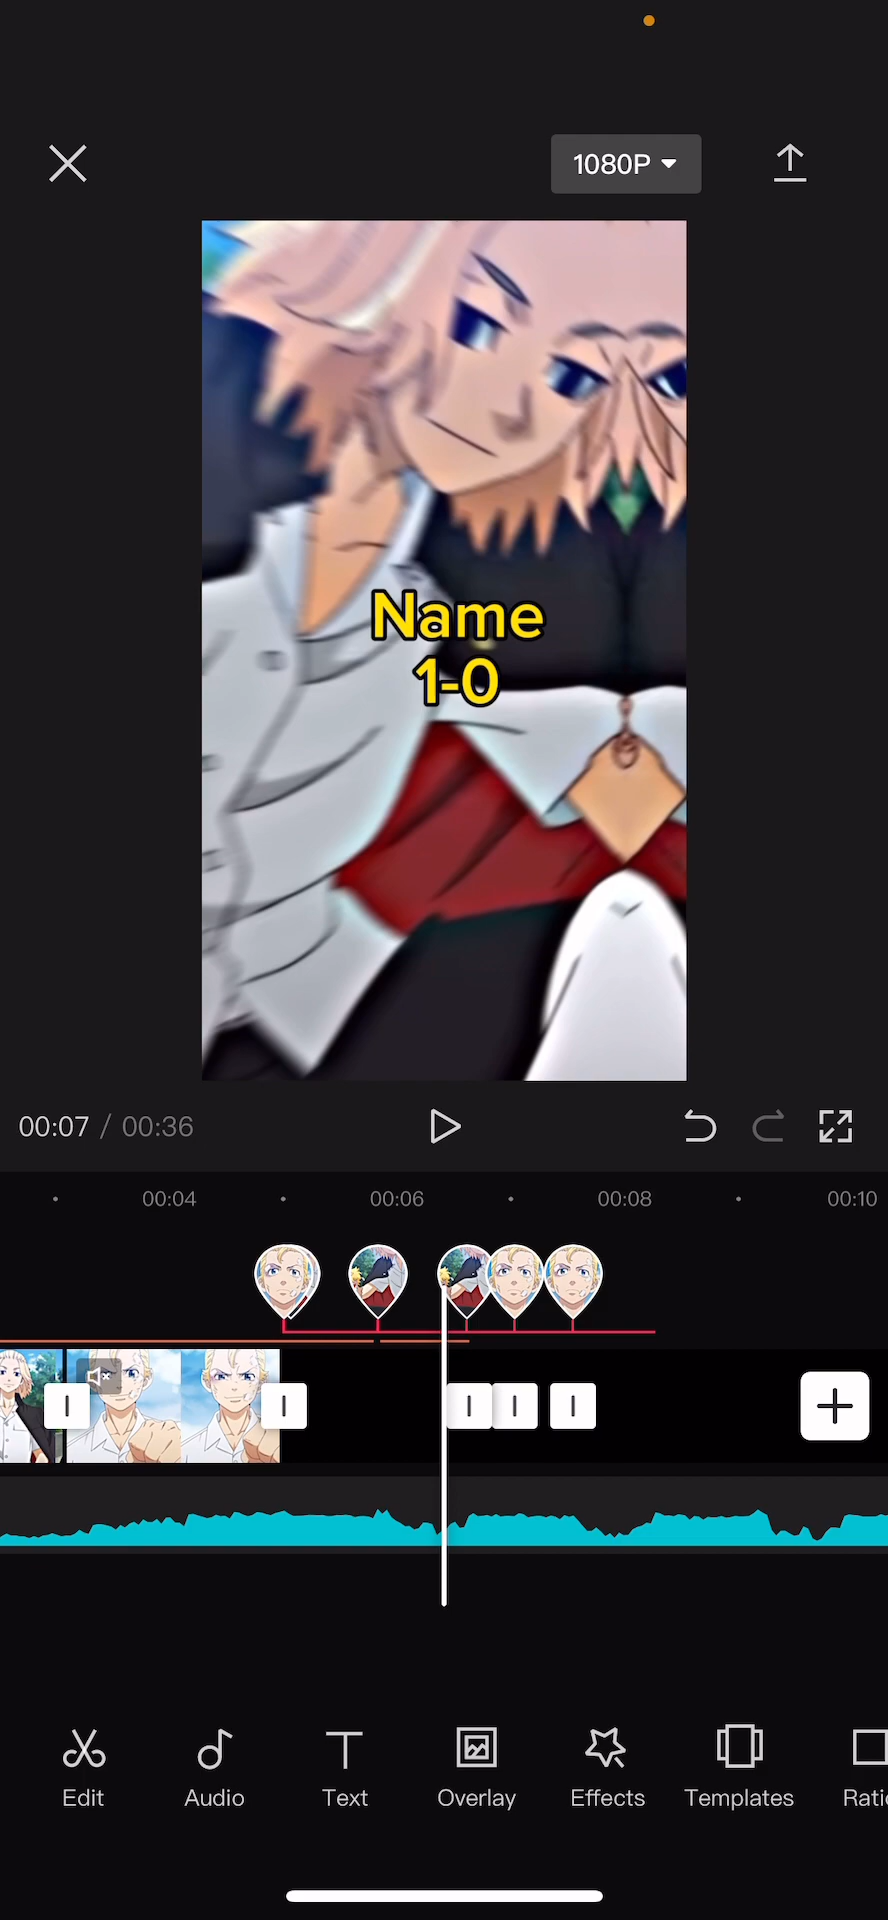 1080P
Name
1-0
00:07 / 00:36
00:04 00:06 00:08 00:10
Edit Audio Text Overlay Effects Templates Ratio